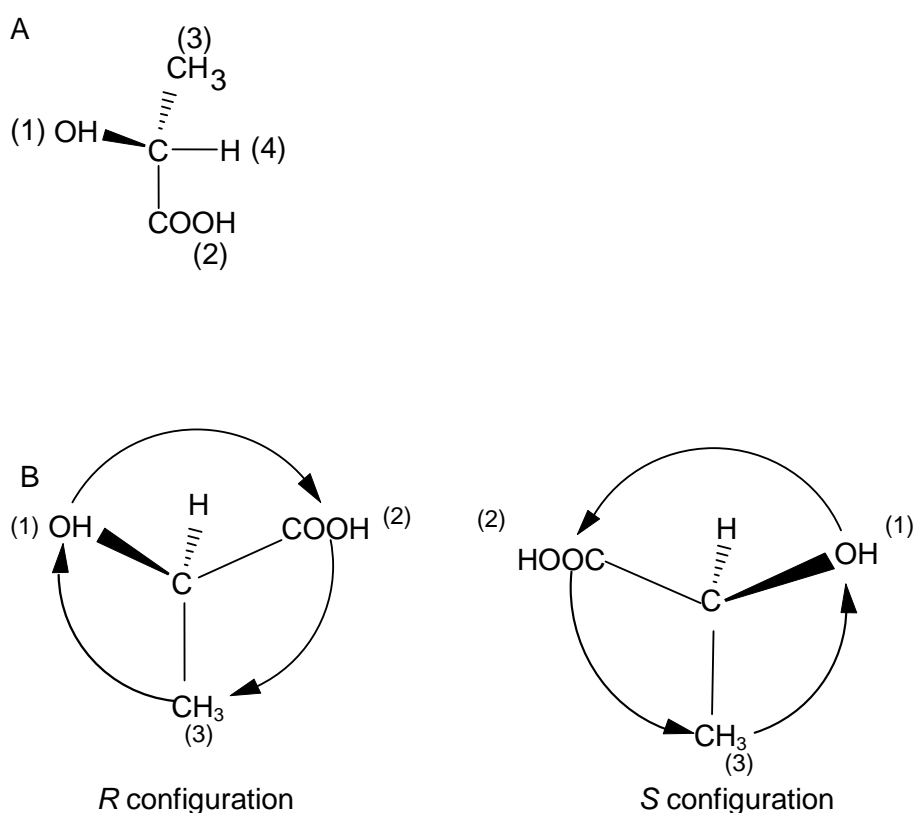 A
(3)
CH3
(1) OH
C
H (4)
COOH
(2)
B
H
(1) OH
COOH (2)
C
CH3
(3)
R configuration
H
(2)
(1)
HOOC
OH
C
CH3
(3)
S configuration